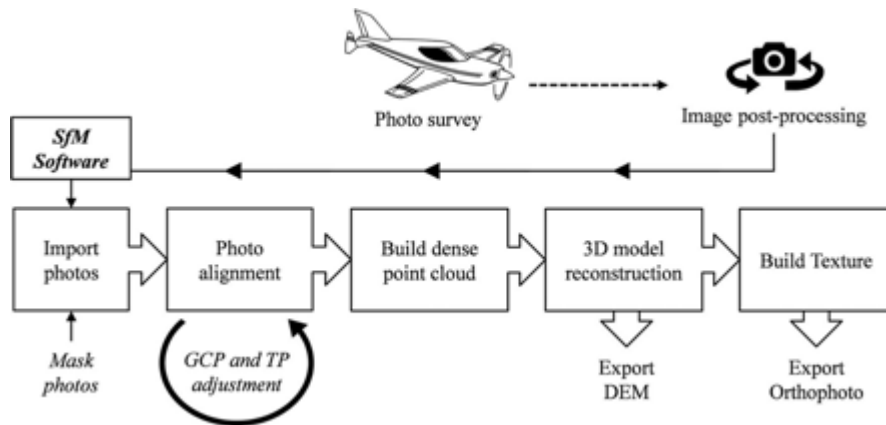 Photo survey
Image post-processing
SfM
Software
Import
photos
Photo
alignment
Build dense
point cloud
3D model
reconstruction
Build Texture
Mask
photos
GCP and TP
adjustment
Export
DEM
Export
Orthophoto